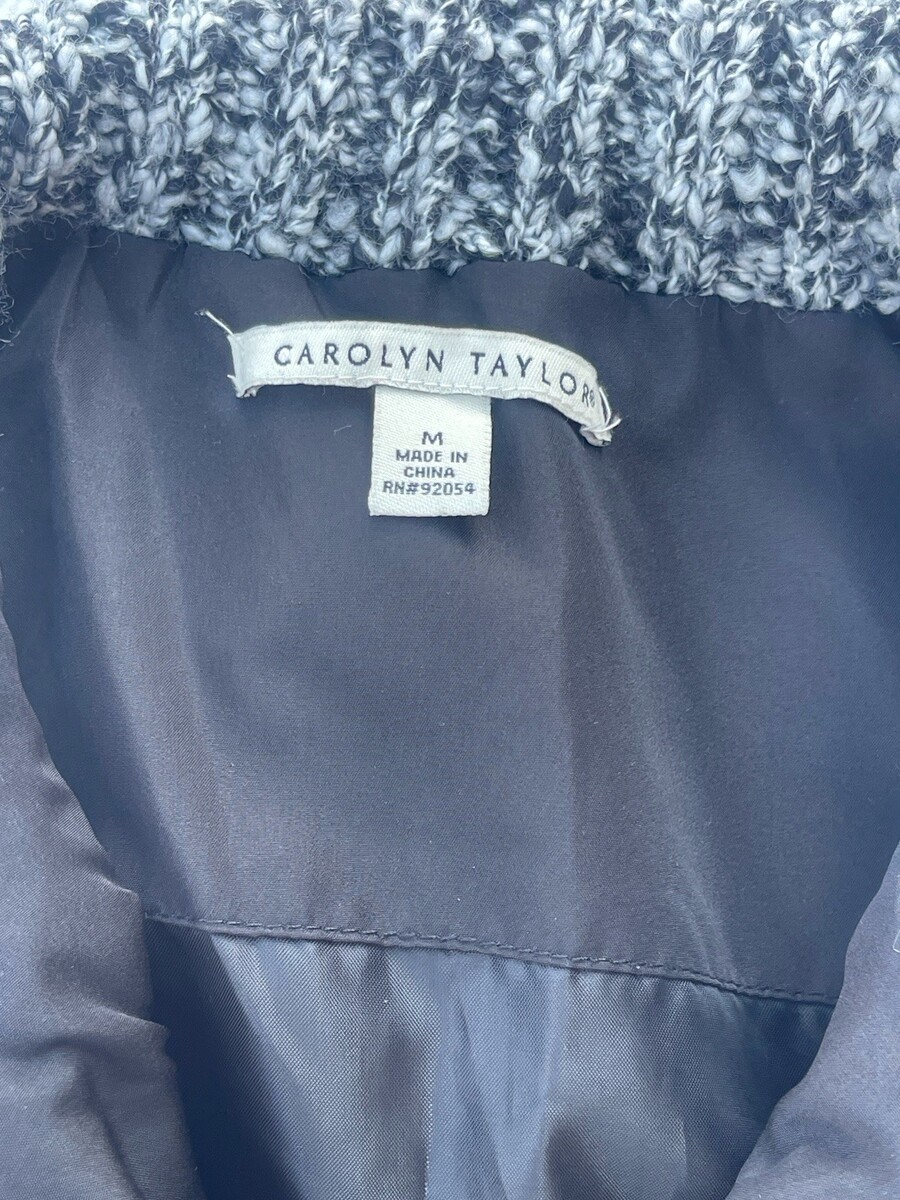 CAROLYN TAYLOR®
M
MADE IN
CHINA
RN#92054